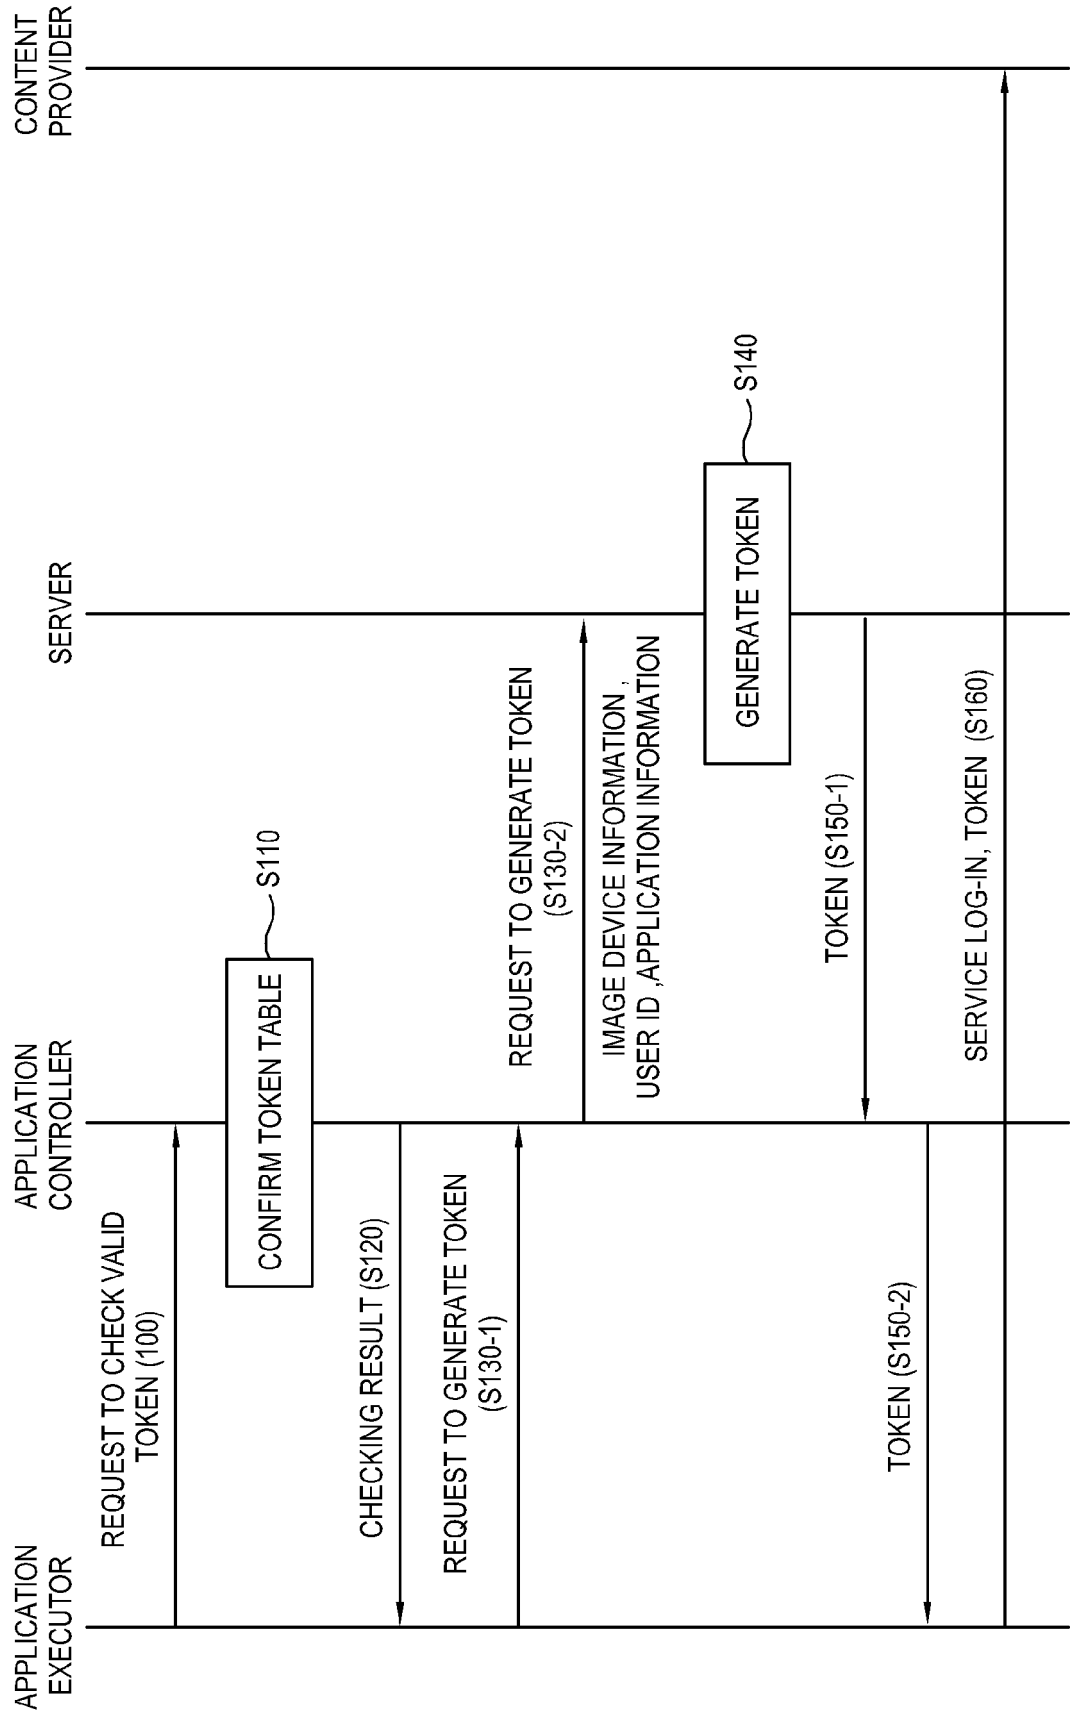 APPLICATION
EXECUTOR
APPLICATION
CONTROLLER
SERVER
CONTENT
PROVIDER
REQUEST TO CHECK VALID
TOKEN (100)
CONFIRM TOKEN TABLE
S110
CHECKING RESULT (S120)
REQUEST TO GENERATE TOKEN
(S130-1)
REQUEST TO GENERATE TOKEN
(S130-2)
IMAGE DEVICE INFORMATION ,
USER ID ,APPLICATION INFORMATION
GENERATE TOKEN
S140
TOKEN (S150-1)
TOKEN (S150-2)
SERVICE LOG-IN, TOKEN (S160)